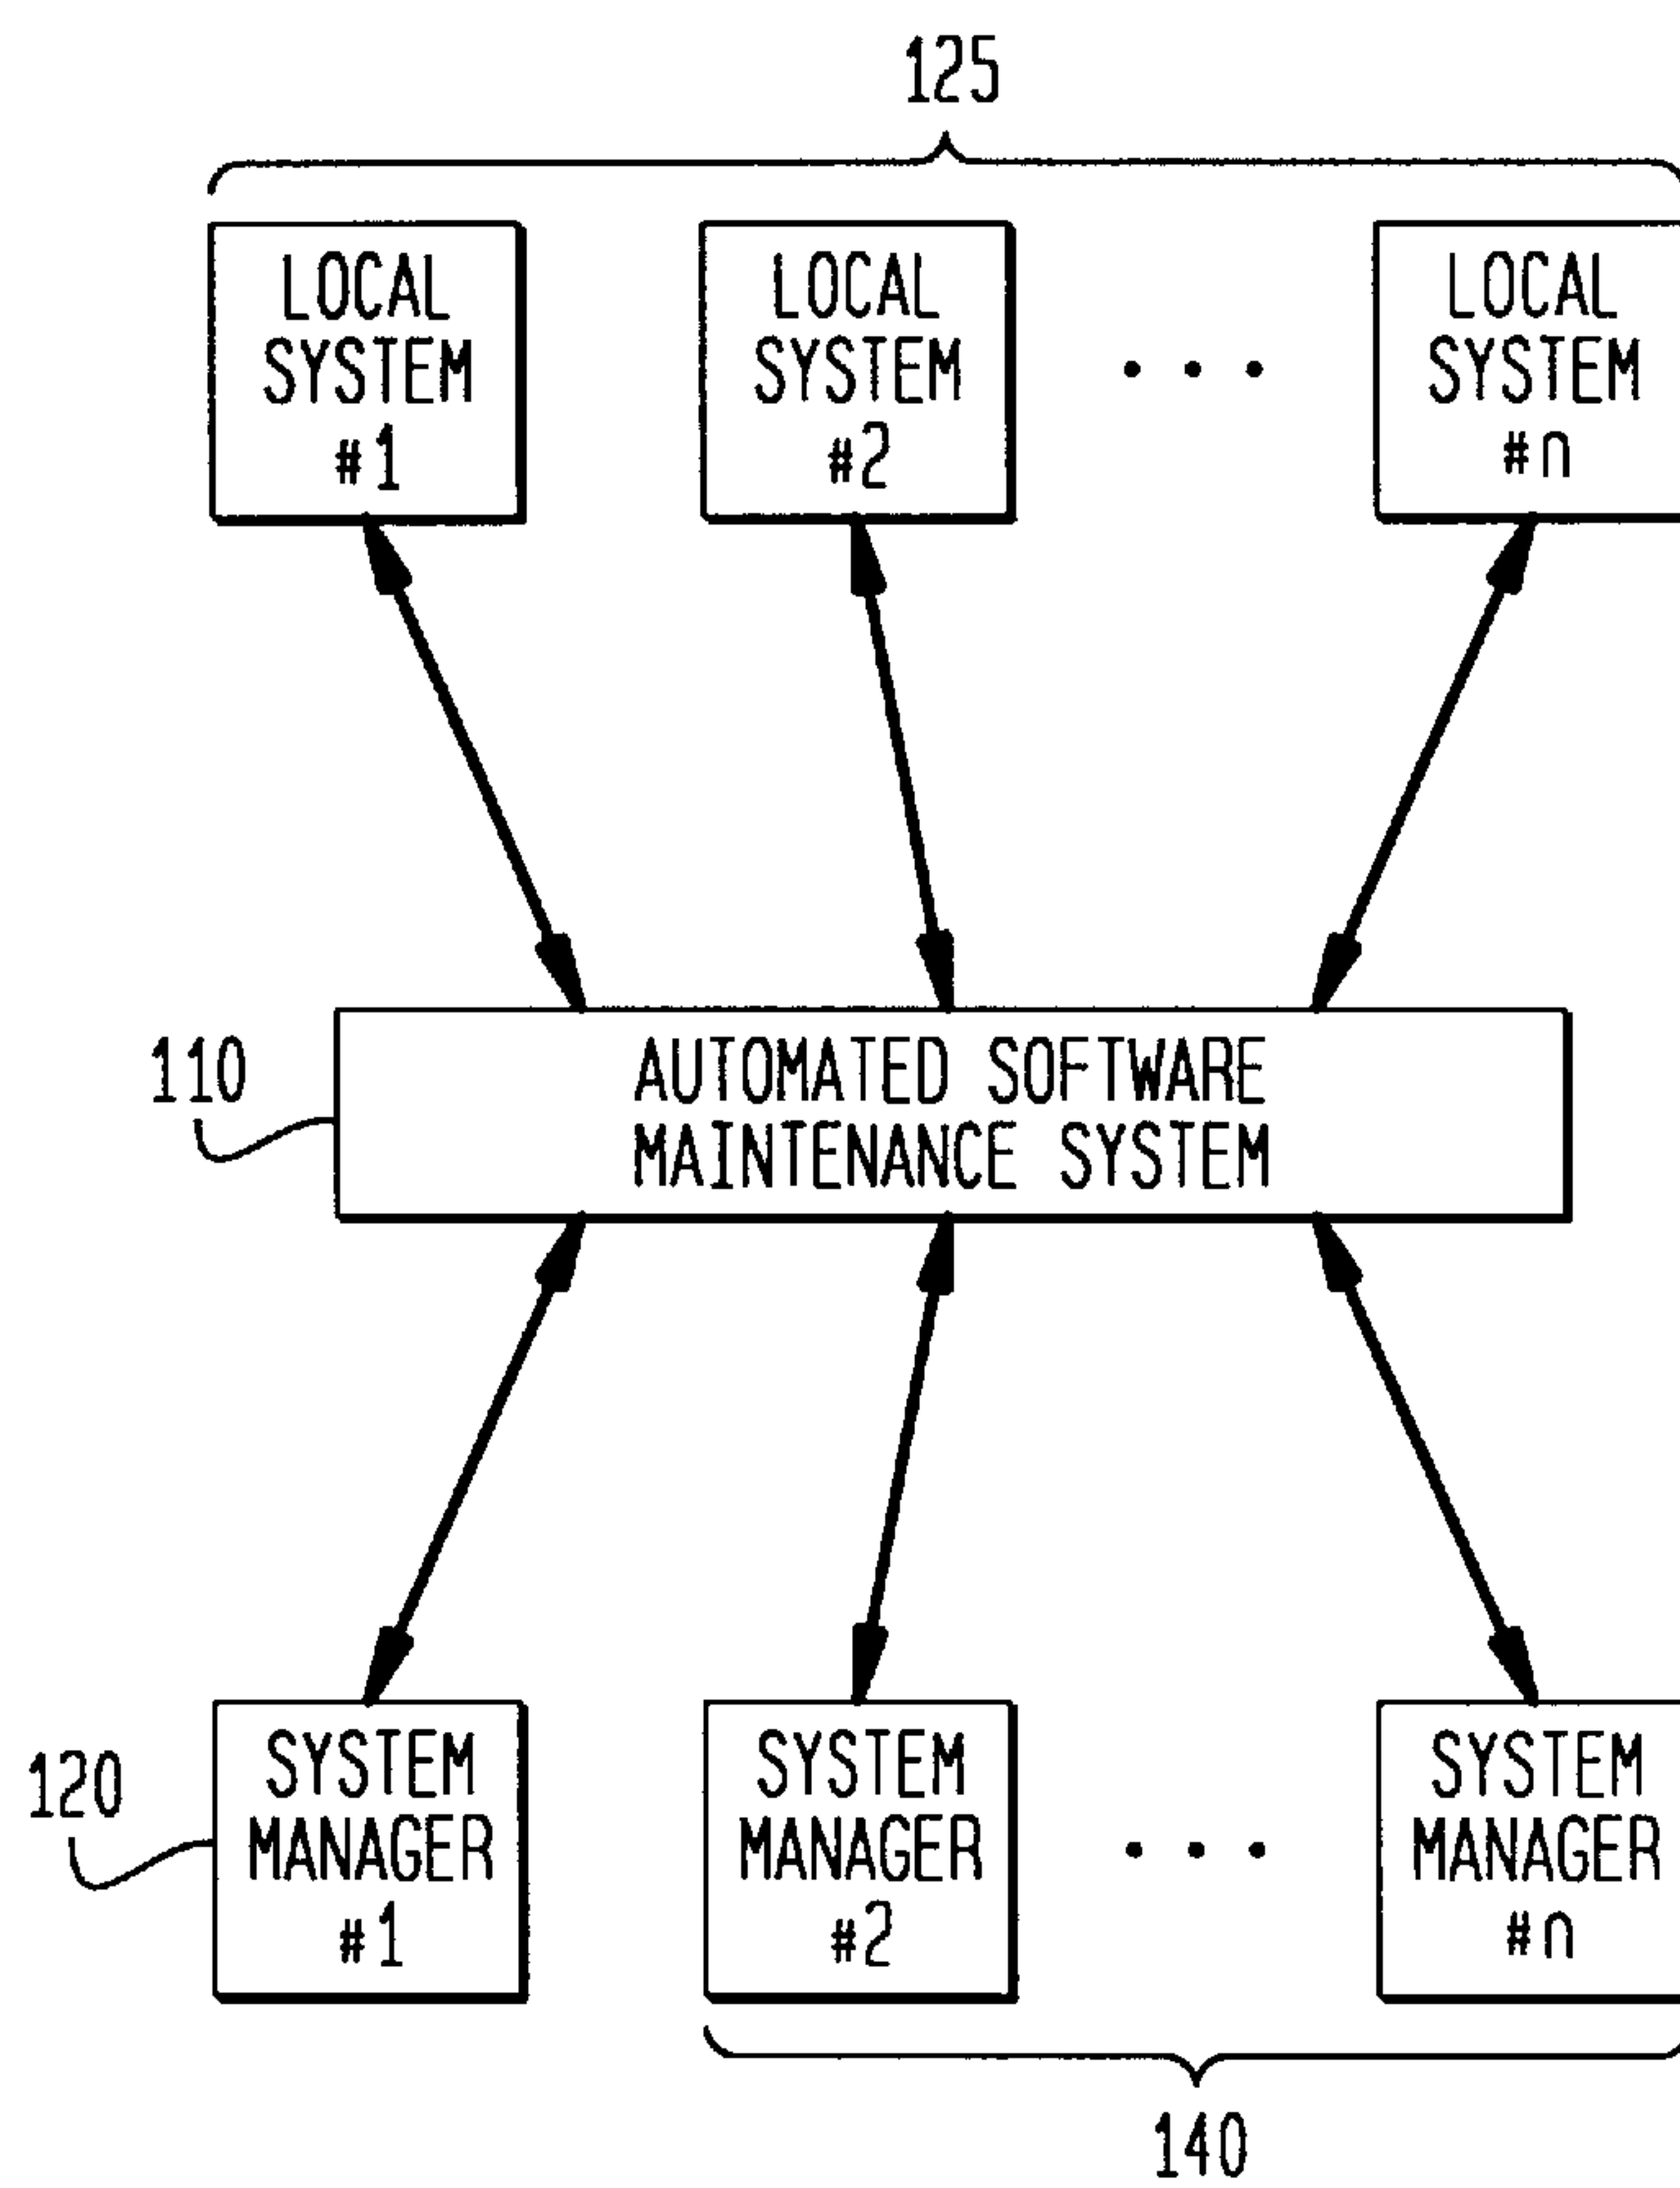 125
LOCAL
SYSTEM
#1
LOCAL
SYSTEM
#2
LOCAL
SYSTEM
#n
110
AUTOMATED SOFTWARE
MAINTENANCE SYSTEM
120
SYSTEM
MANAGER
#1
SYSTEM
MANAGER
#2
SYSTEM
MANAGER
#n
140